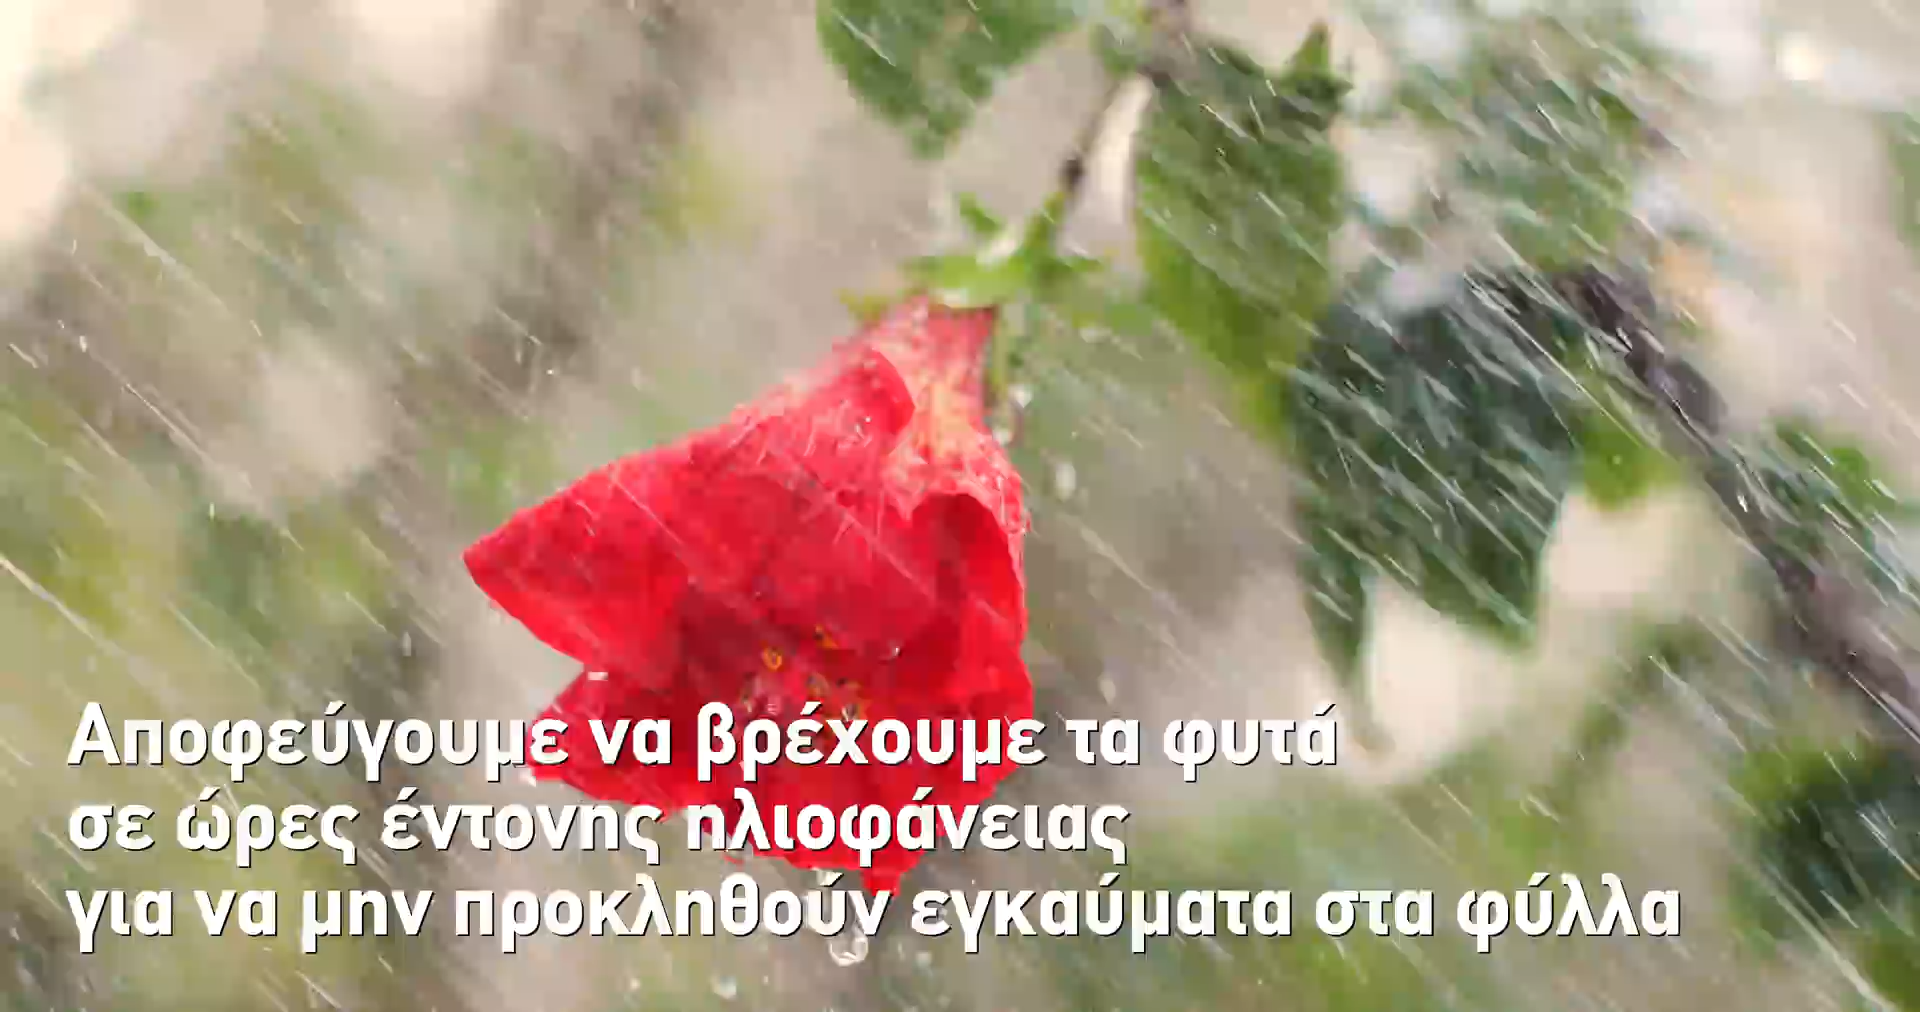 Αποφεύγουμε να βρέχουμε τα φυτά
σε ώρες έντονης ηλιοφάνειας
για να μην προκληθούν εγκαύματα στα φύλλα